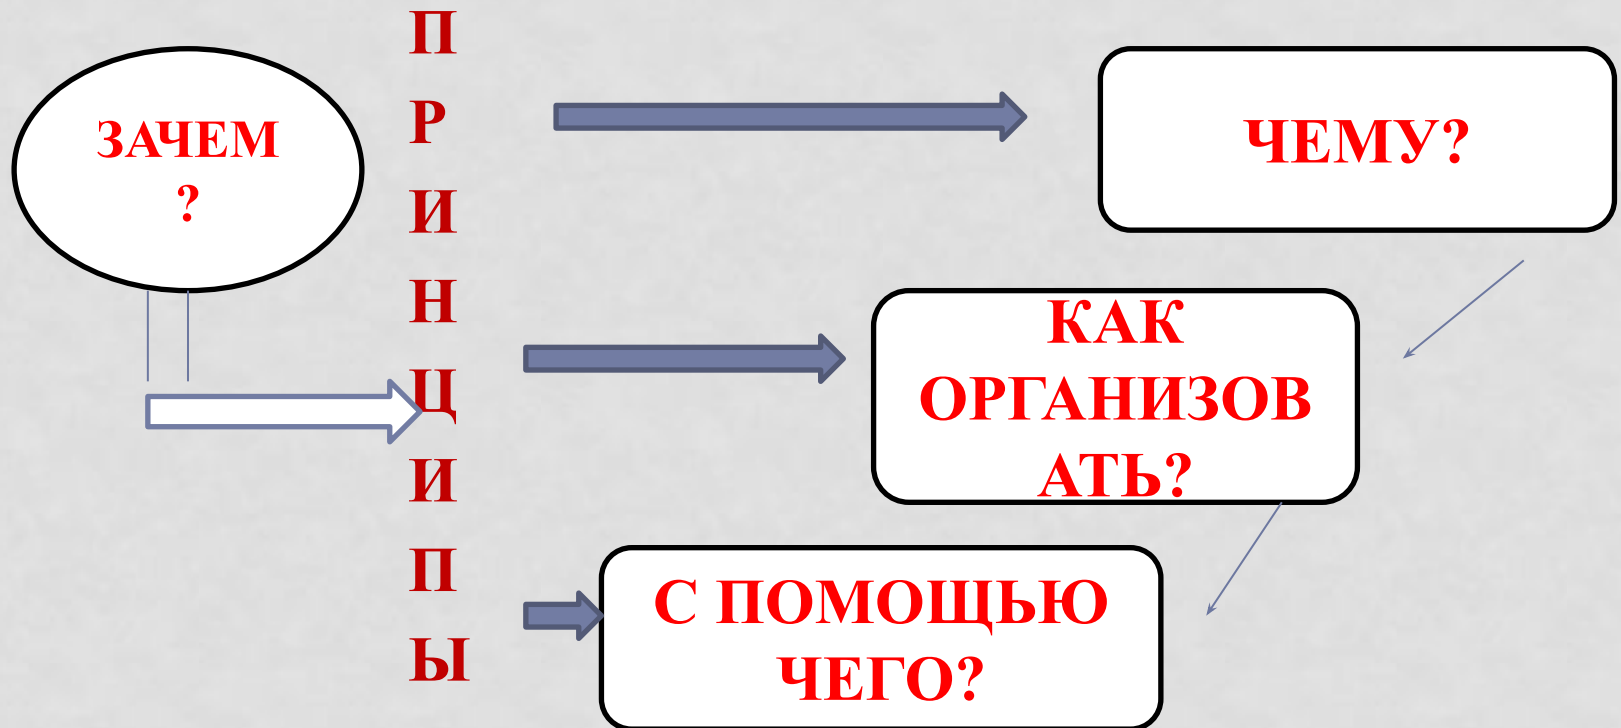 ЗАЧЕМ
?
П
Р
И
Н
Ц
И
П
Ы
ЧЕМУ?
КАК
ОРГАНИЗОВ
АТЬ?
С ПОМОЩЬЮ
ЧЕГО?